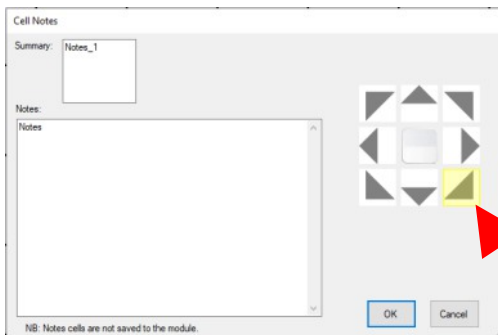 Cell Notes
Summary: Notes_1
Notes:
Notes
OK Cancel
NB: Notes cells are not saved to the module.